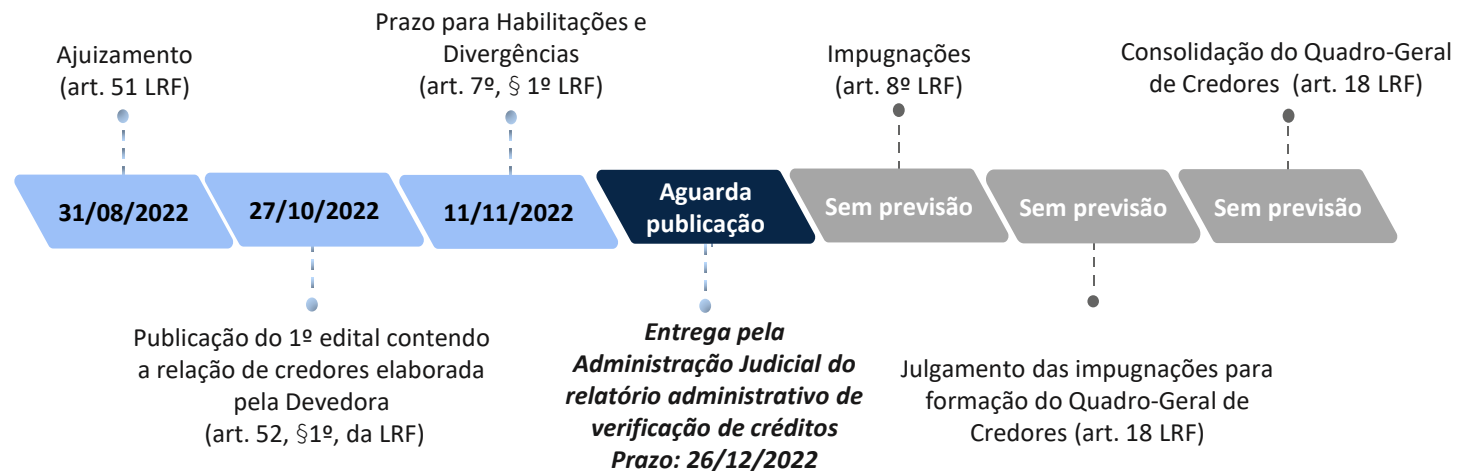 Ajuizamento
(art. 51 LRF)
Prazo para Habilitações e
Divergências
(art. 7º, § 1º LRF)
Impugnações
(art. 8º LRF)
Consolidação do Quadro-Geral
de Credores (art. 18 LRF)
31/08/2022
27/10/2022
11/11/2022
Aguarda
publicação
Sem previsão
Sem previsão
Sem previsão
Publicação do 1º edital contendo
a relação de credores elaborada
pela Devedora
(art. 52, §1º, da LRF)
Entrega pela
Administração Judicial do
relatório administrativo de
verificação de créditos
Prazo: 26/12/2022
Julgamento das impugnações para
formação do Quadro-Geral de
Credores (art. 18 LRF)